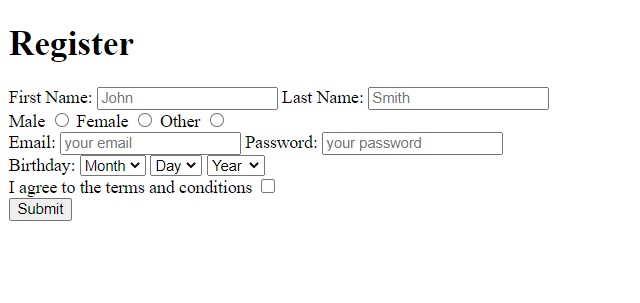 Register
First Name: John Last Name: Smith
Male Female Other
Email: your email Password: your password
Birthday: Month Day Year
I agree to the terms and conditions
Submit